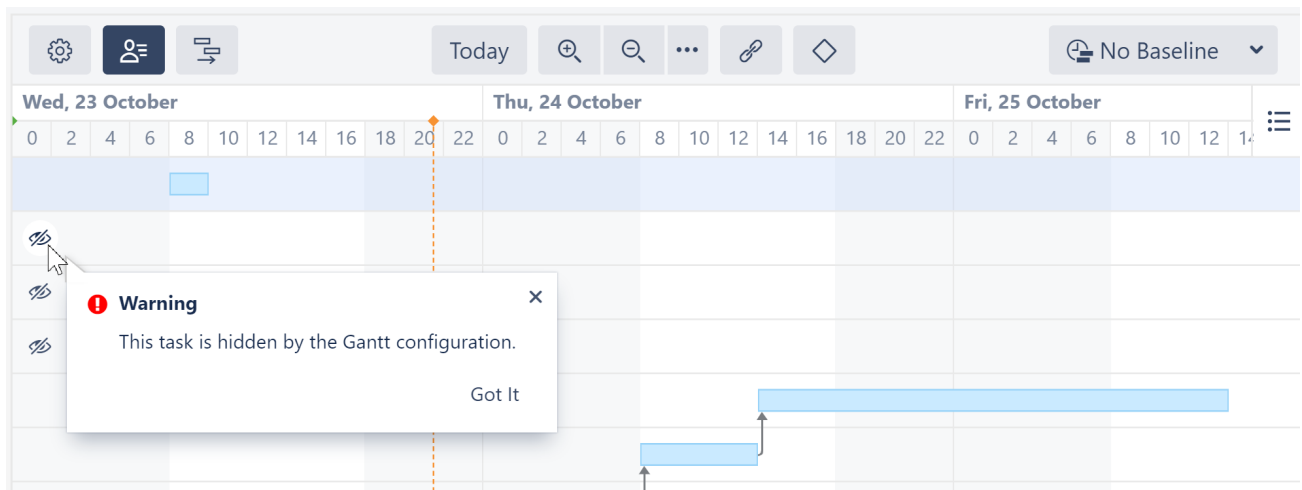 Today
No Baseline
Wed, 23 October Thu, 24 October Fri, 25 October
0 2 4 6 8 10 12 14 16 18 20 22 0 2 4 6 8 10 12 14 16 18 20 22 0 2 4 6 8 10 12
Warning
This task is hidden by the Gantt configuration.
Got It